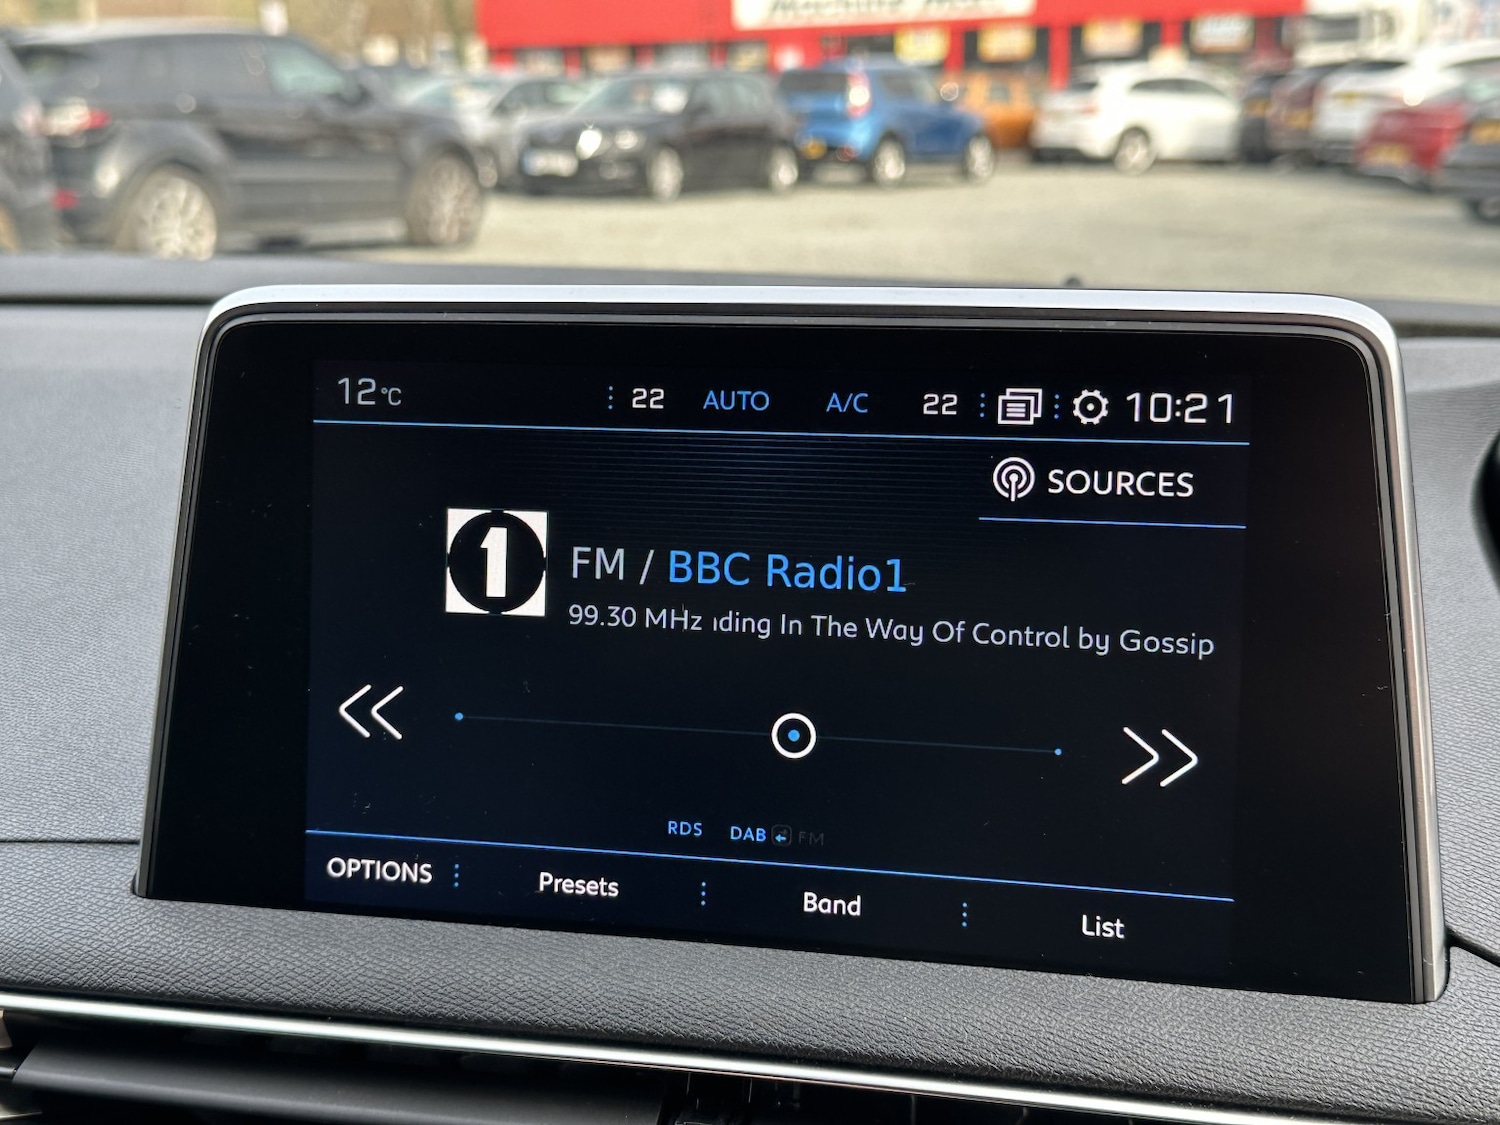 12°C 22 AUTO A/C 22 10:21
SOURCES
1 FM / BBC Radio1
99.30 MHz ıding In The Way Of Control by Gossip
RDS DAB FM
OPTIONS Presets Band List